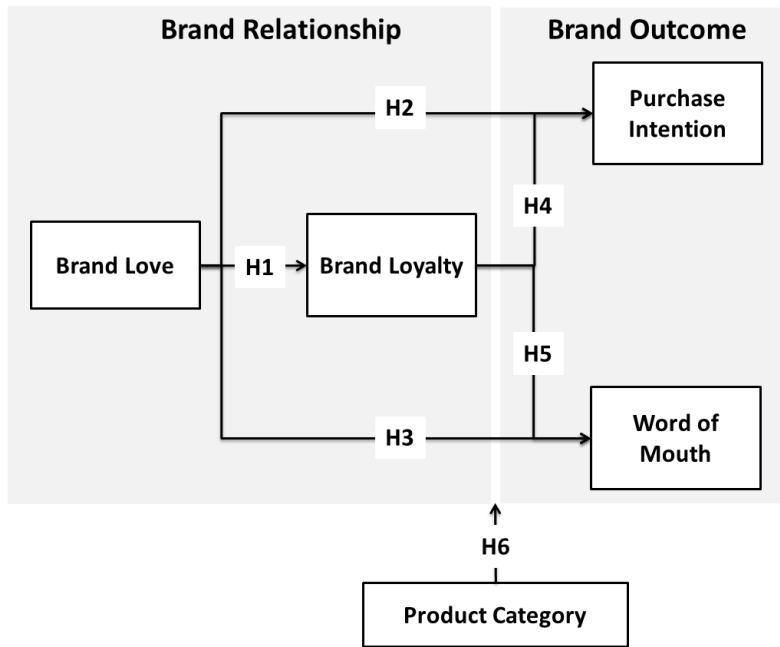 Brand Relationship
Brand Outcome
H2
Purchase
Intention
H4
Brand Love
H1
Brand Loyalty
H5
H3
Word of
Mouth
H6
Product Category